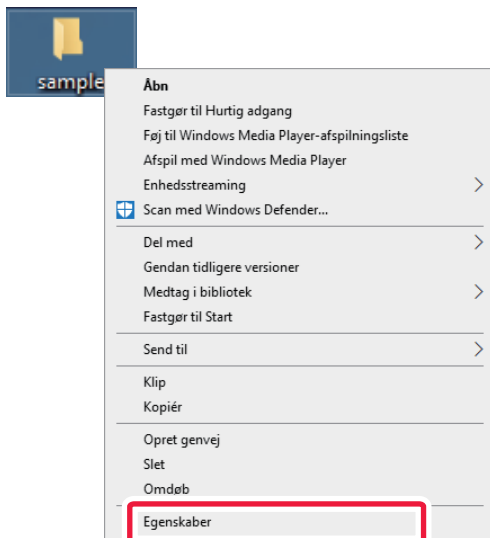 sample
Åbn
Fastgør til Hurtig adgang
Føj til Windows Media Player-afspilningsliste
Afspil med Windows Media Player
Enhedsstreaming
Scan med Windows Defender...
Del med
Gendan tidligere versioner
Medtag i bibliotek
Fastgør til Start
Send til
Klip
Kopiér
Opret genvej
Slet
Omdøb
Egenskaber